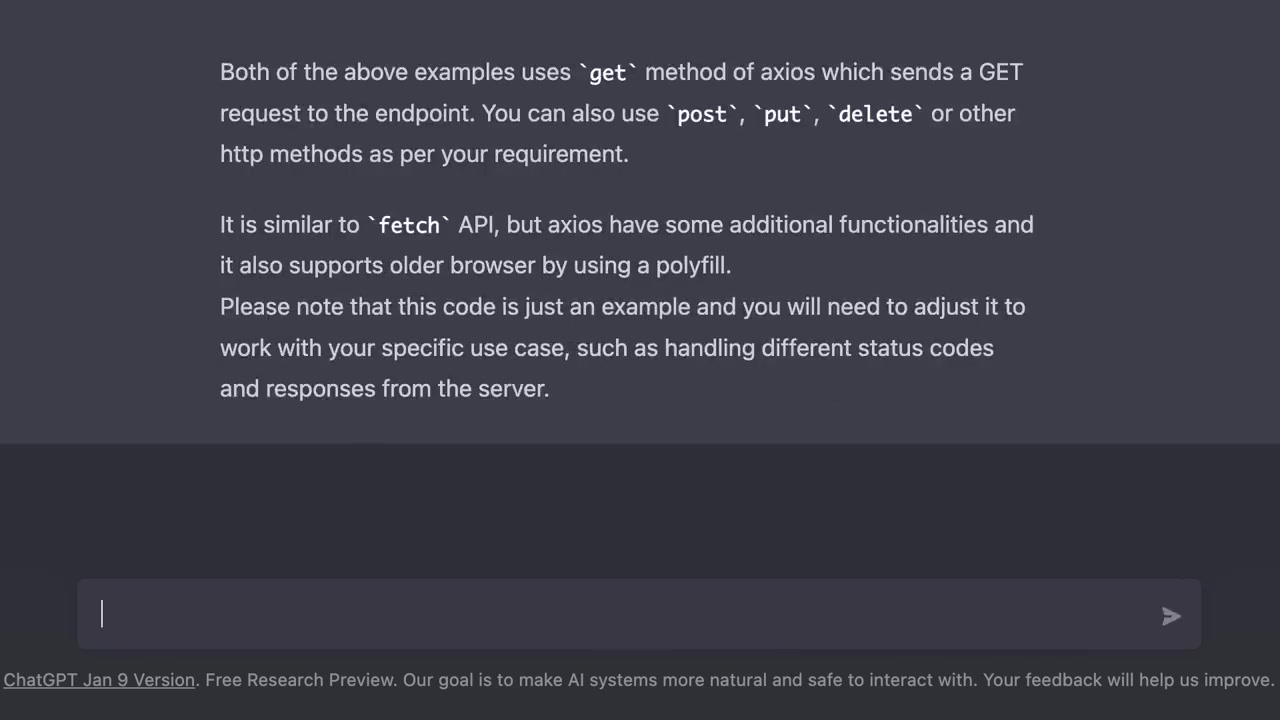 Both of the above examples uses `get` method of axios which sends a GET
request to the endpoint. You can also use `post`, `put`, `delete` or other
http methods as per your requirement.
It is similar to `fetch` API, but axios have some additional functionalities and
it also supports older browser by using a polyfill.
Please note that this code is just an example and you will need to adjust it to
work with your specific use case, such as handling different status codes
and responses from the server.
ChatGPT Jan 9 Version. Free Research Preview. Our goal is to make AI systems more natural and safe to interact with. Your feedback will help us improve.